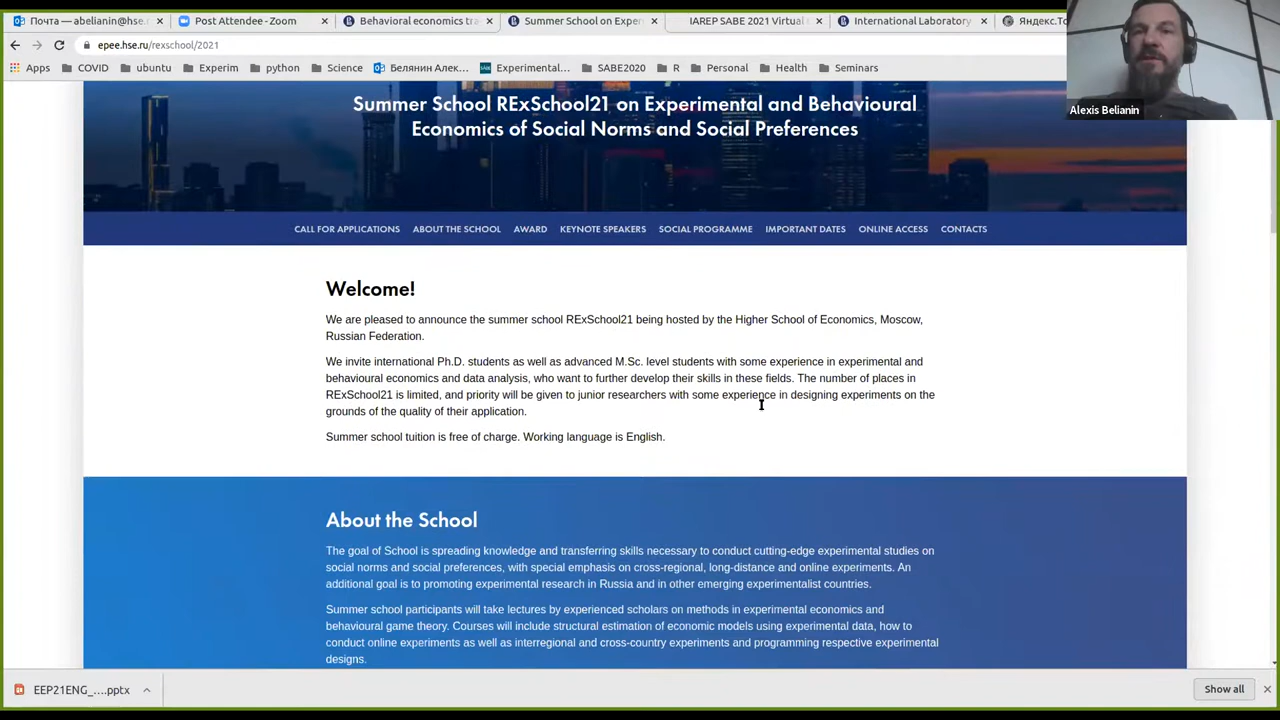 Почта — abelianin@hse.
Post Attendee - Zoom
Behavioral economics tra
Summer School on Exper
IAREP SABE 2021 Virtual
International Laboratory
Яндекс.То
epee.hse.ru/rexschool/2021
Apps COVID ubuntu Experim python Science Белянин Алек… Experimental… SABE2020 R Personal Health Seminars
Alexis Belianin
Summer School RExSchool21 on Experimental and Behavioural
Economics of Social Norms and Social Preferences
CALL FOR APPLICATIONS ABOUT THE SCHOOL AWARD KEYNOTE SPEAKERS SOCIAL PROGRAMME IMPORTANT DATES ONLINE ACCESS CONTACTS
Welcome!
We are pleased to announce the summer school RExSchool21 being hosted by the Higher School of Economics, Moscow,
Russian Federation.
We invite international Ph.D. students as well as advanced M.Sc. level students with some experience in experimental and
behavioural economics and data analysis, who want to further develop their skills in these fields. The number of places in
RExSchool21 is limited, and priority will be given to junior researchers with some experience in designing experiments on the
grounds of the quality of their application.
Summer school tuition is free of charge. Working language is English.
About the School
The goal of School is spreading knowledge and transferring skills necessary to conduct cutting-edge experimental studies on
social norms and social preferences, with special emphasis on cross-regional, long-distance and online experiments. An
additional goal is to promoting experimental research in Russia and in other emerging experimentalist countries.
Summer school participants will take lectures by experienced scholars on methods in experimental economics and
behavioural game theory. Courses will include structural estimation of economic models using experimental data, how to
conduct online experiments as well as interregional and cross-country experiments and programming respective experimental
designs.
EEP21ENG_....pptx
Show all